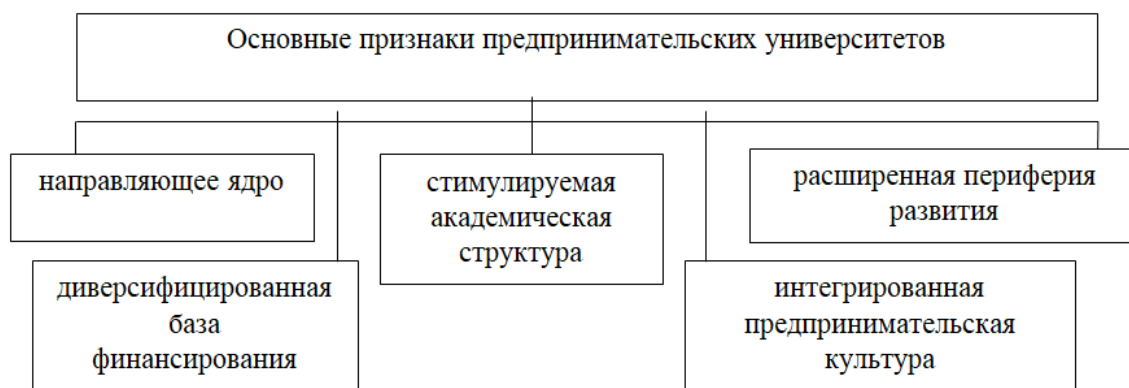 Основные признаки предпринимательских университетов
направляющее ядро
стимулируемая
академическая
структура
расширенная периферия
развития
диверсифицированная
база
финансирования
интегрированная
предпринимательская
культура